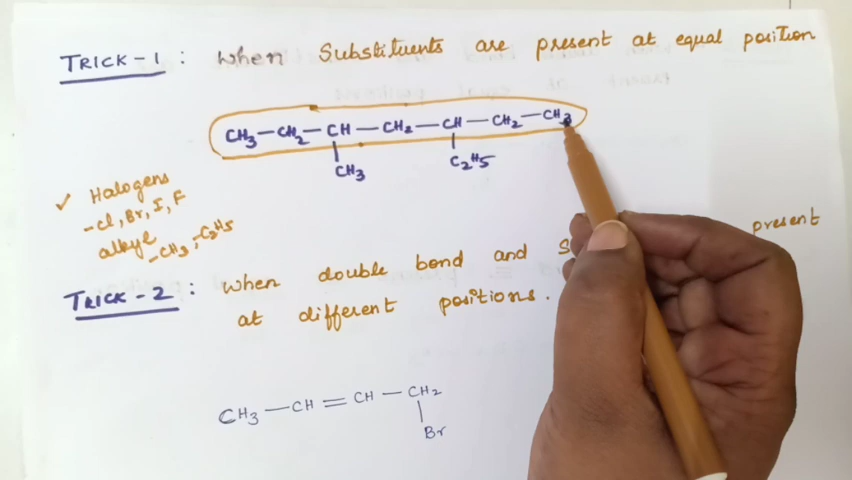 TRICK-1 : when Substituents are present at equal position
CH₃—CH₂—CH—CH₂—CH—CH₂—CH₃
CH₃ C₂H₅
✓ Halogens
-Cl, Br, I, F
alkyl -CH₃, -C₂H₅
TRICK-2 : when double bond and present
at different positions.
CH₃—CH=CH—CH₂
Br